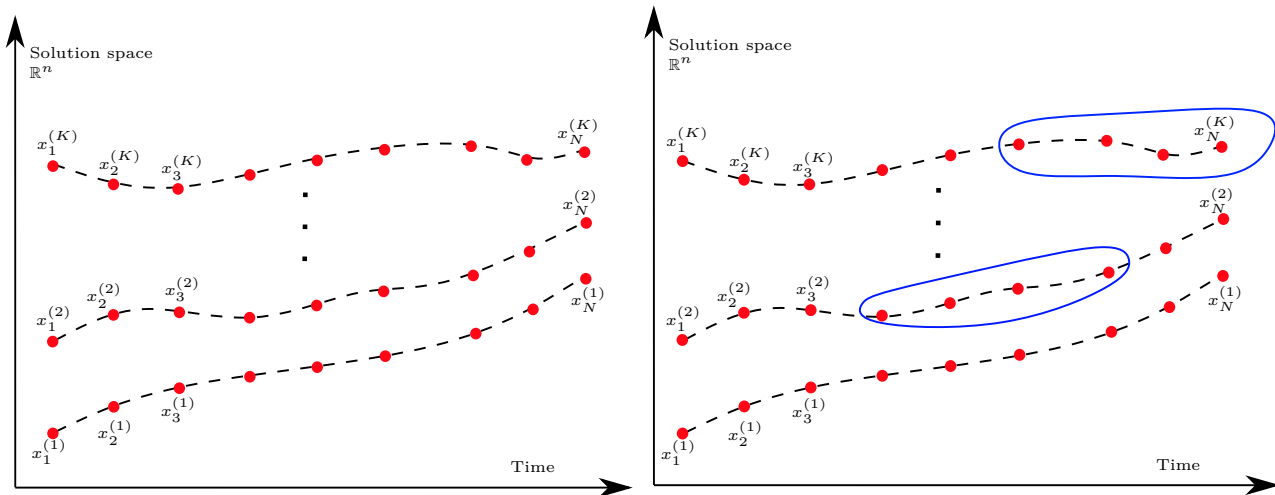 Solution space
ℝⁿ
x_1^{(K)}
x_2^{(K)}
x_3^{(K)}
x_N^{(K)}
x_1^{(2)}
x_2^{(2)}
x_3^{(2)}
x_N^{(2)}
x_1^{(1)}
x_2^{(1)}
x_3^{(1)}
x_N^{(1)}
Time
Solution space
ℝⁿ
x_1^{(K)}
x_2^{(K)}
x_3^{(K)}
x_N^{(K)}
x_1^{(2)}
x_2^{(2)}
x_3^{(2)}
x_N^{(2)}
x_1^{(1)}
x_2^{(1)}
x_3^{(1)}
x_N^{(1)}
Time